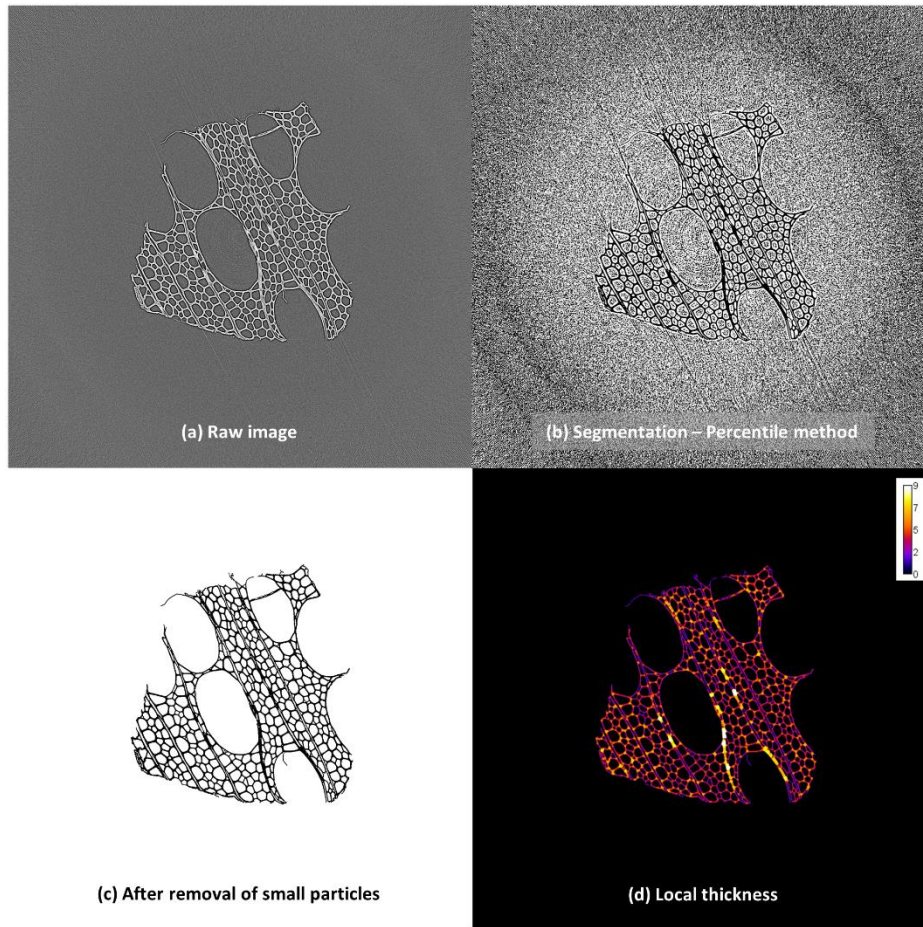 (a) Raw image
(b) Segmentation – Percentile method
9
7
5
2
0
(c) After removal of small particles
(d) Local thickness